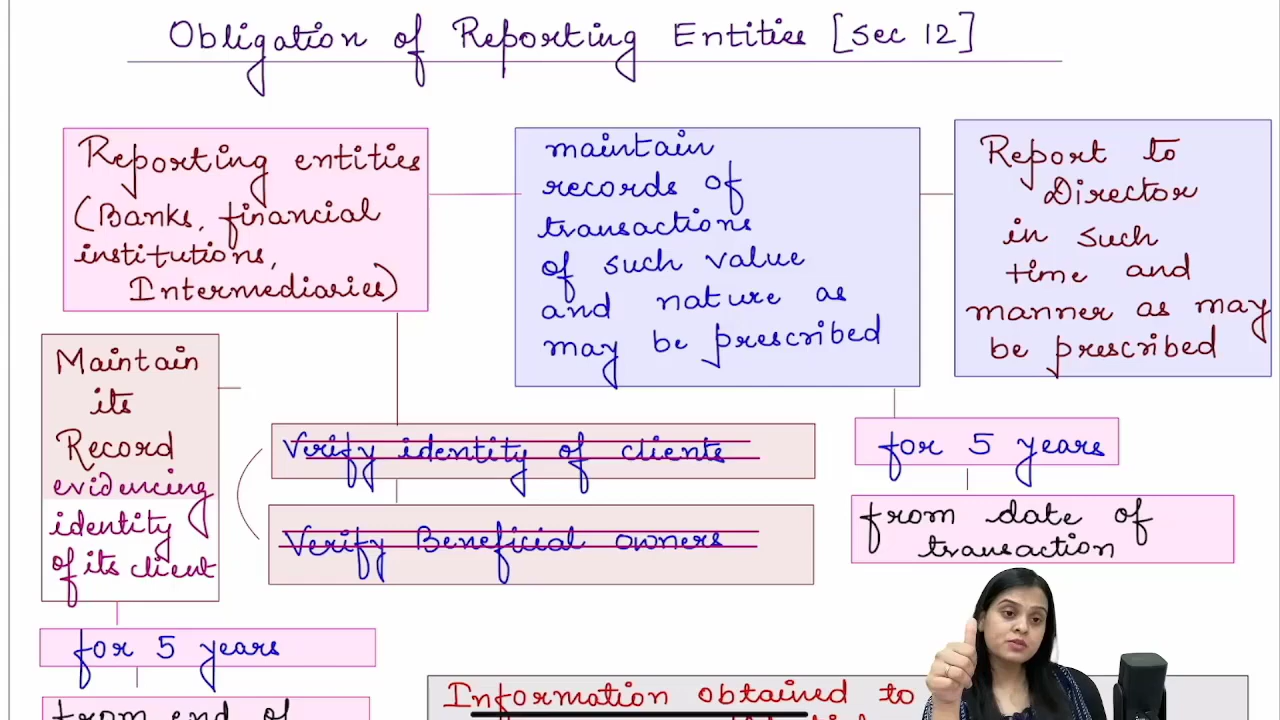 Obligation of Reporting Entities [Sec 12]
Reporting entities
(Banks, financial
institutions,
Intermediaries)
maintain
records of
transactions
of such value
and nature as
may be prescribed
Report to
Director
in such
time and
manner as may
be prescribed
Maintain
its
Record
evidencing
identity
of its client
for 5 years
from end of
Verify identity of clients
Verify Beneficial owners
for 5 years
from date of
transaction
Information obtained to